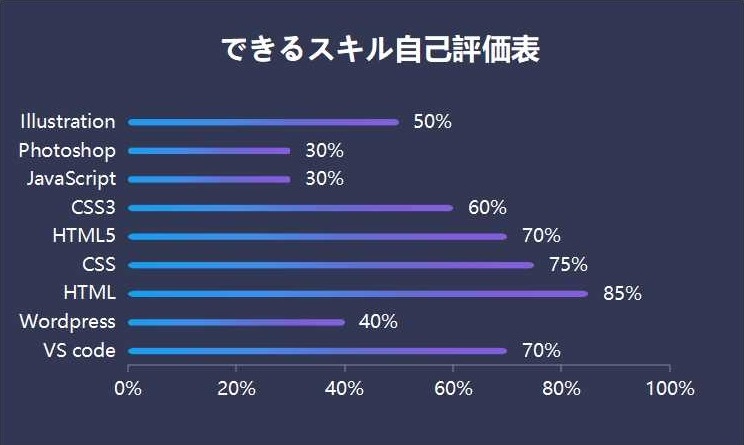 できるスキル自己評価表
Illustration 50%
Photoshop 30%
JavaScript 30%
CSS3 60%
HTML5 70%
CSS 75%
HTML 85%
Wordpress 40%
VS code 70%
0% 20% 40% 60% 80% 100%